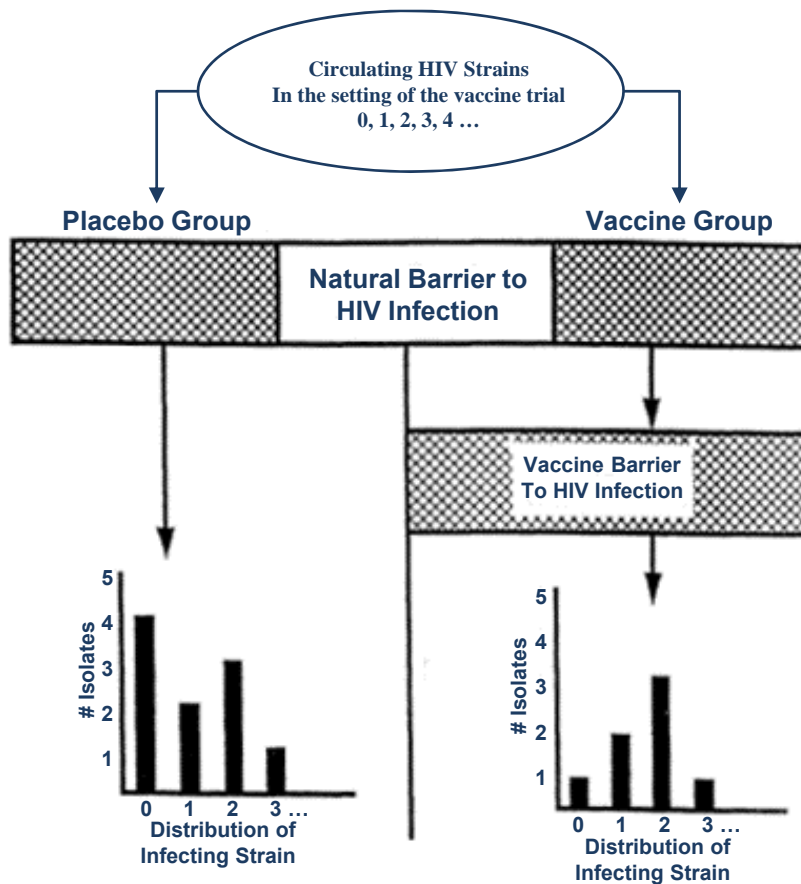 Circulating HIV Strains
In the setting of the vaccine trial
0, 1, 2, 3, 4 ...
Placebo Group
Vaccine Group
Natural Barrier to
HIV Infection
Vaccine Barrier
To HIV Infection
# Isolates
5
4
3
2
1
0 1 2 3 ...
Distribution of
Infecting Strain
# Isolates
5
4
3
2
1
0 1 2 3 ...
Distribution of
Infecting Strain